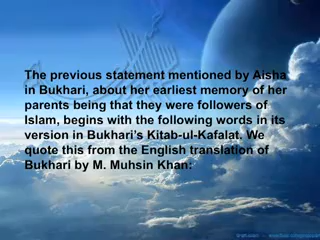 The previous statement mentioned by Aisha
in Bukhari, about her earliest memory of her
parents being that they were followers of
Islam, begins with the following words in its
version in Bukhari’s Kitab-ul-Kafalat. We
quote this from the English translation of
Bukhari by M. Muhsin Khan: